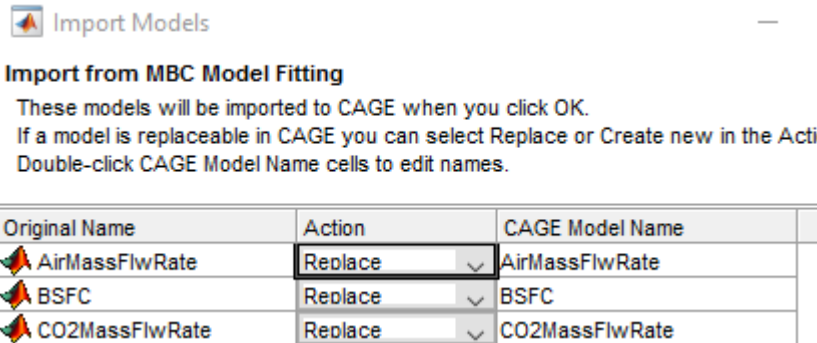 Import Models
Import from MBC Model Fitting
These models will be imported to CAGE when you click OK.
If a model is replaceable in CAGE you can select Replace or Create new in the Acti
Double-click CAGE Model Name cells to edit names.
Original Name Action CAGE Model Name
AirMassFlwRate Replace AirMassFlwRate
BSFC Replace BSFC
CO2MassFlwRate Replace CO2MassFlwRate